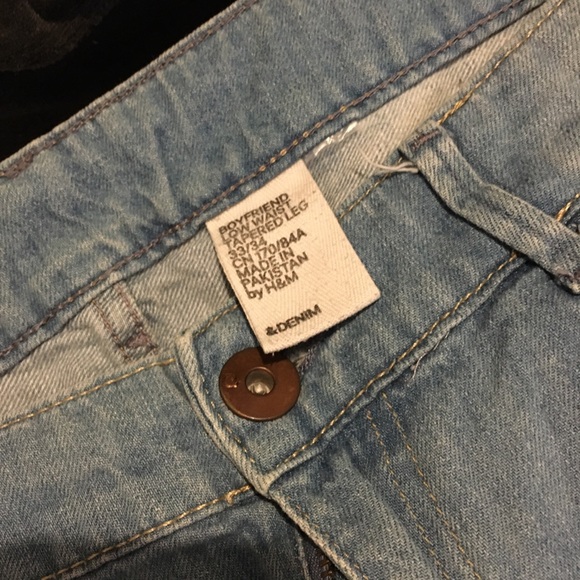 BOYFRIEND
LOW WAIST
TAPERED LEG
33/34
CN 170/84A
MADE IN
PAKISTAN
by H&M
&DENIM